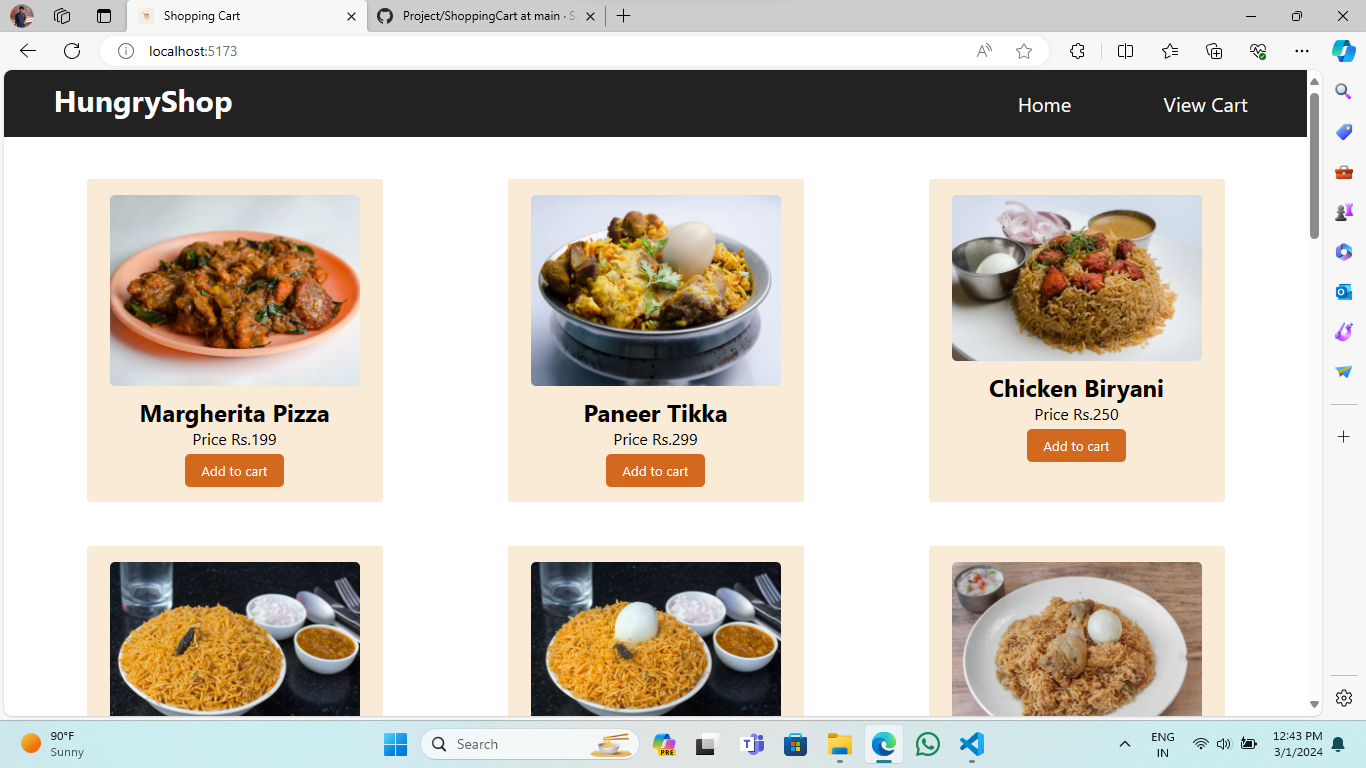 Shopping Cart
Project/ShoppingCart at main · S
localhost:5173
HungryShop
Home
View Cart
Margherita Pizza
Price Rs.199
Add to cart
Paneer Tikka
Price Rs.299
Add to cart
Chicken Biryani
Price Rs.250
Add to cart
90°F
Sunny
Search
PRE
ENG
IN
12:43 PM
3/1/2024